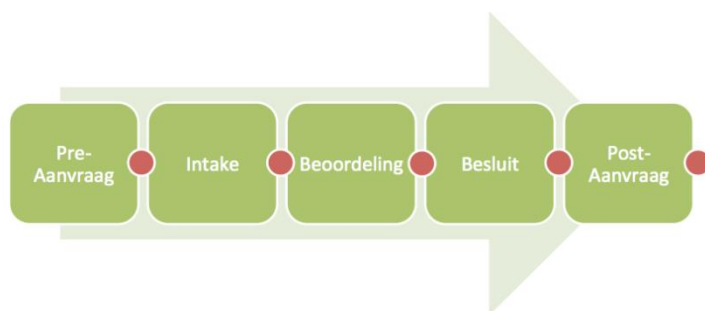 Pre-
Aanvraag
Intake
Beoordeling
Besluit
Post-
Aanvraag